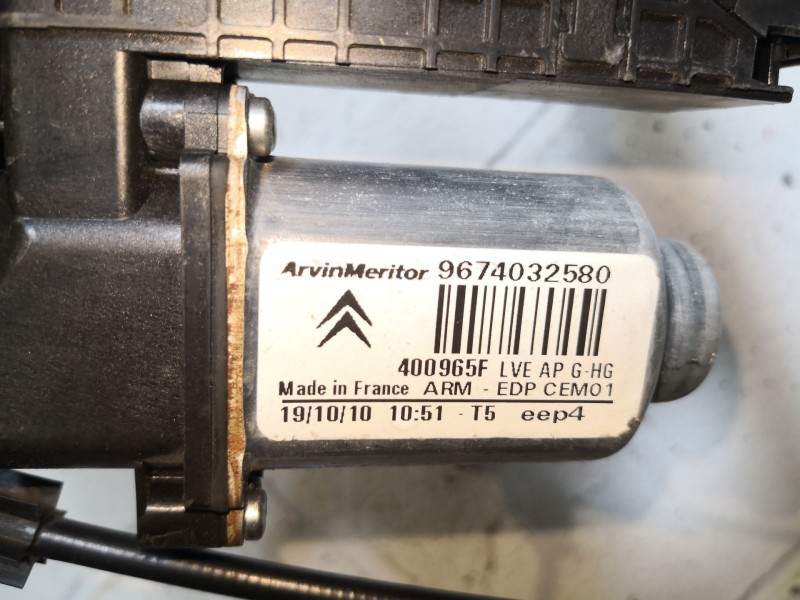 ArvinMeritor 9674032580
400965F LVE AP G-HG
Made in France ARM - EDP CEM01
19/10/10 10:51 - T5 eep4